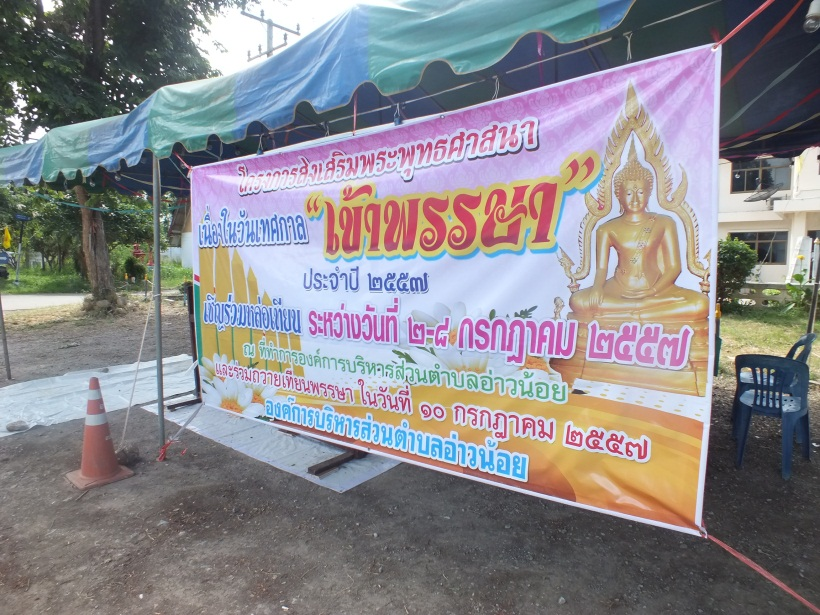 โครงการส่งเสริมพระพุทธศาสนา
เนื่องในวันเทศกาล "เข้าพรรษา"
ประจำปี ๒๕๕๗
เชิญร่วมหล่อเทียน ระหว่างวันที่ ๒-๘ กรกฎาคม ๒๕๕๗
ณ ที่ทำการองค์การบริหารส่วนตำบลอ่าวน้อย
และร่วมถวายเทียนพรรษา ในวันที่ ๑๐ กรกฎาคม ๒๕๕๗
องค์การบริหารส่วนตำบลอ่าวน้อย